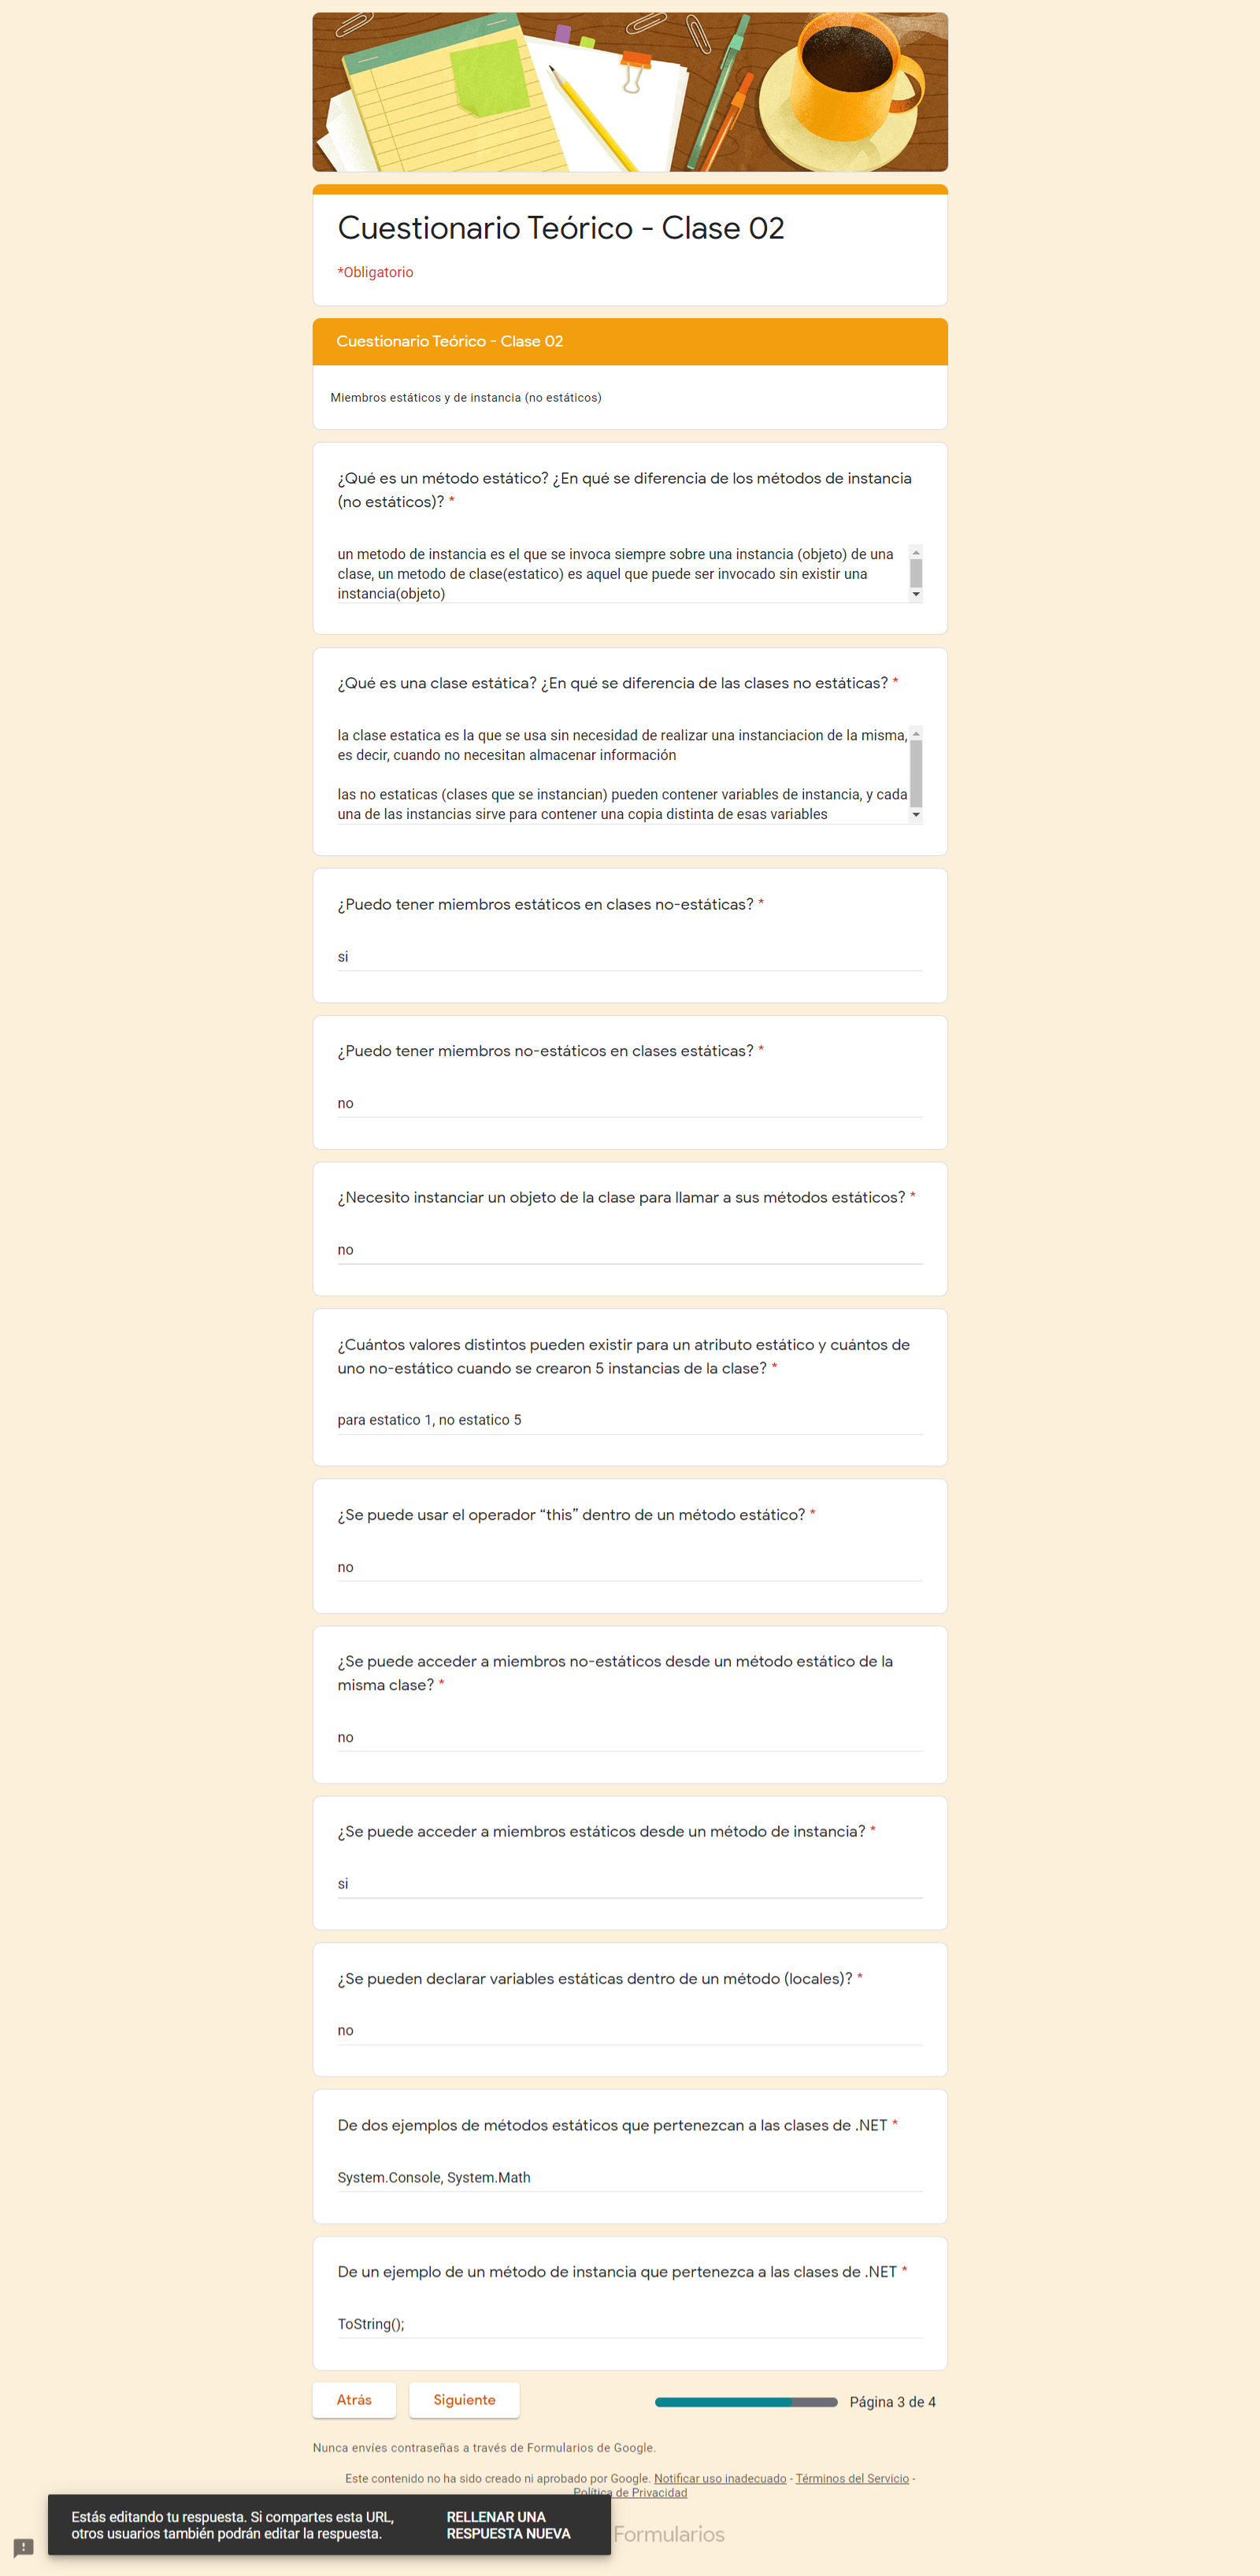 Cuestionario Teórico - Clase 02
*Obligatorio
Cuestionario Teórico - Clase 02
Miembros estáticos y de instancia (no estáticos)
¿Qué es un método estático? ¿En qué se diferencia de los métodos de instancia
(no estáticos)? *
un metodo de instancia es el que se invoca siempre sobre una instancia (objeto) de una
clase, un metodo de clase(estatico) es aquel que puede ser invocado sin existir una
instancia(objeto)
¿Qué es una clase estática? ¿En qué se diferencia de las clases no estáticas? *
la clase estatica es la que se usa sin necesidad de realizar una instanciacion de la misma,
es decir, cuando no necesitan almacenar información
las no estaticas (clases que se instancian) pueden contener variables de instancia, y cada
una de las instancias sirve para contener una copia distinta de esas variables
¿Puedo tener miembros estáticos en clases no-estáticas? *
si
¿Puedo tener miembros no-estáticos en clases estáticas? *
no
¿Necesito instanciar un objeto de la clase para llamar a sus métodos estáticos? *
no
¿Cuántos valores distintos pueden existir para un atributo estático y cuántos de
uno no-estático cuando se crearon 5 instancias de la clase? *
para estatico 1, no estatico 5
¿Se puede usar el operador “this” dentro de un método estático? *
no
¿Se puede acceder a miembros no-estáticos desde un método estático de la
misma clase? *
no
¿Se puede acceder a miembros estáticos desde un método de instancia? *
si
¿Se pueden declarar variables estáticas dentro de un método (locales)? *
no
De dos ejemplos de métodos estáticos que pertenezcan a las clases de .NET *
System.Console, System.Math
De un ejemplo de un método de instancia que pertenezca a las clases de .NET *
ToString();
Atrás
Siguiente
Página 3 de 4
Nunca envíes contraseñas a través de Formularios de Google.
Este contenido no ha sido creado ni aprobado por Google. Notificar uso inadecuado - Términos del Servicio -
Política de Privacidad
Estás editando tu respuesta. Si compartes esta URL,
otros usuarios también podrán editar la respuesta.
RELLENAR UNA
RESPUESTA NUEVA
Formularios